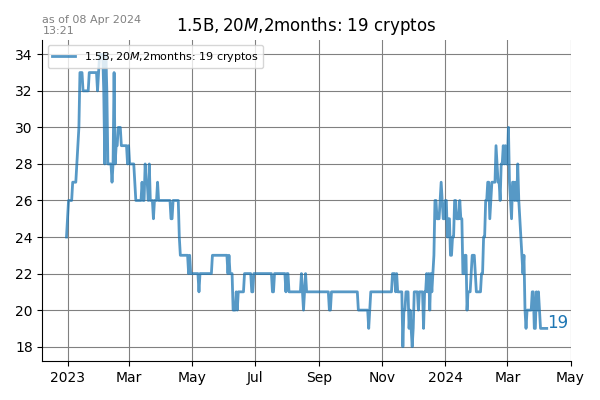 as of 08 Apr 2024
13:21
1.5B, 20M,2months: 19 cryptos
1.5B, 20M,2months: 19 cryptos
34
32
30
28
26
24
22
20
18
19
2023 Mar May Jul Sep Nov 2024 Mar May